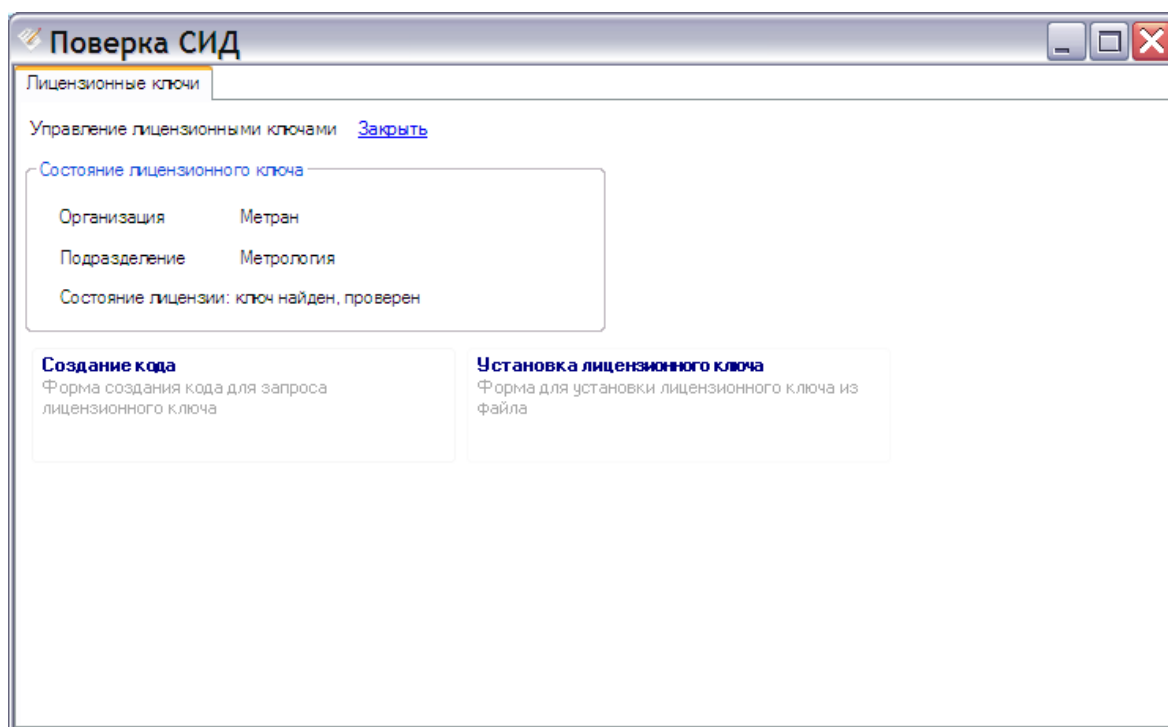 Поверка СИД
Лицензионные ключи
Управление лицензионными ключами Закрыть
Состояние лицензионного ключа
Организация Метран
Подразделение Метрология
Состояние лицензии: ключ найден, проверен
Создание кода
Форма создания кода для запроса
лицензионного ключа
Установка лицензионного ключа
Форма для установки лицензионного ключа из
файла